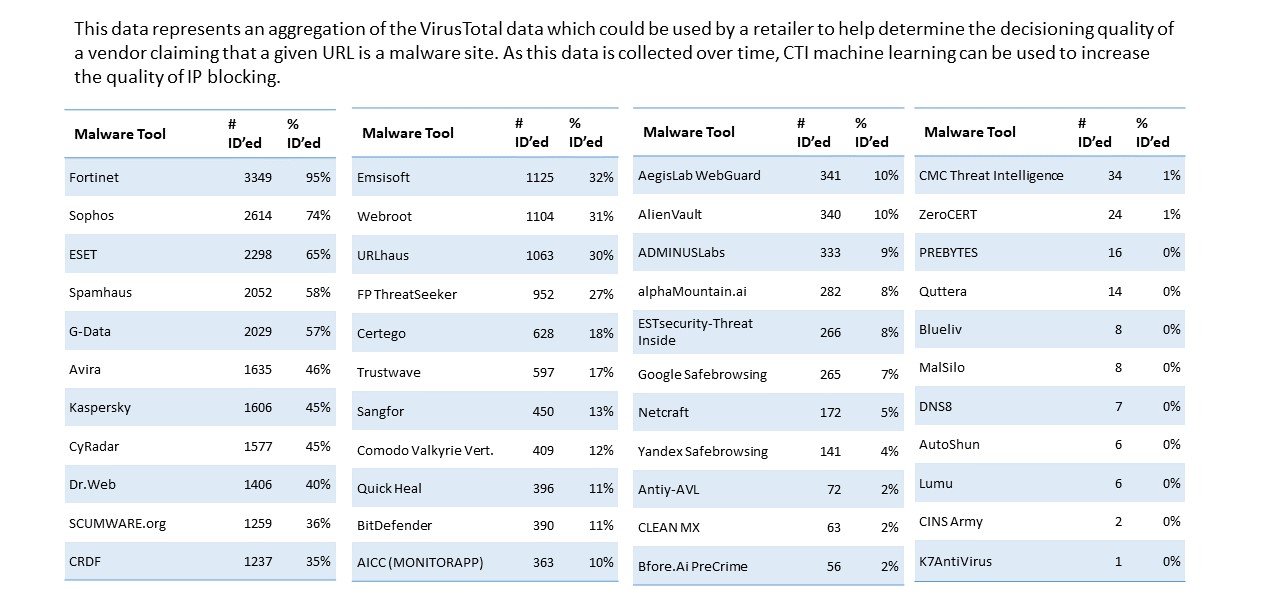 This data represents an aggregation of the VirusTotal data which could be used by a retailer to help determine the decisioning quality of
a vendor claiming that a given URL is a malware site. As this data is collected over time, CTI machine learning can be used to increase
the quality of IP blocking.
Malware Tool # ID'ed % ID'ed
Fortinet 3349 95%
Sophos 2614 74%
ESET 2298 65%
Spamhaus 2052 58%
G-Data 2029 57%
Avira 1635 46%
Kaspersky 1606 45%
CyRadar 1577 45%
Dr.Web 1406 40%
SCUMWARE.org 1259 36%
CRDF 1237 35%
Malware Tool # ID'ed % ID'ed
Emsisoft 1125 32%
Webroot 1104 31%
URLhaus 1063 30%
FP ThreatSeeker 952 27%
Certego 628 18%
Trustwave 597 17%
Sangfor 450 13%
Comodo Valkyrie Vert. 409 12%
Quick Heal 396 11%
BitDefender 390 11%
AICC (MONITORAPP) 363 10%
Malware Tool # ID'ed % ID'ed
AegisLab WebGuard 341 10%
AlienVault 340 10%
ADMINUSLabs 333 9%
alphaMountain.ai 282 8%
ESTsecurity-Threat
Inside 266 8%
Google Safebrowsing 265 7%
Netcraft 172 5%
Yandex Safebrowsing 141 4%
Antiy-AVL 72 2%
CLEAN MX 63 2%
Bfore.Ai PreCrime 56 2%
Malware Tool # ID'ed % ID'ed
CMC Threat Intelligence 34 1%
ZeroCERT 24 1%
PREBYTES 16 0%
Quttera 14 0%
Blueliv 8 0%
MalSilo 8 0%
DNS8 7 0%
AutoShun 6 0%
Lumu 6 0%
CINS Army 2 0%
K7AntiVirus 1 0%